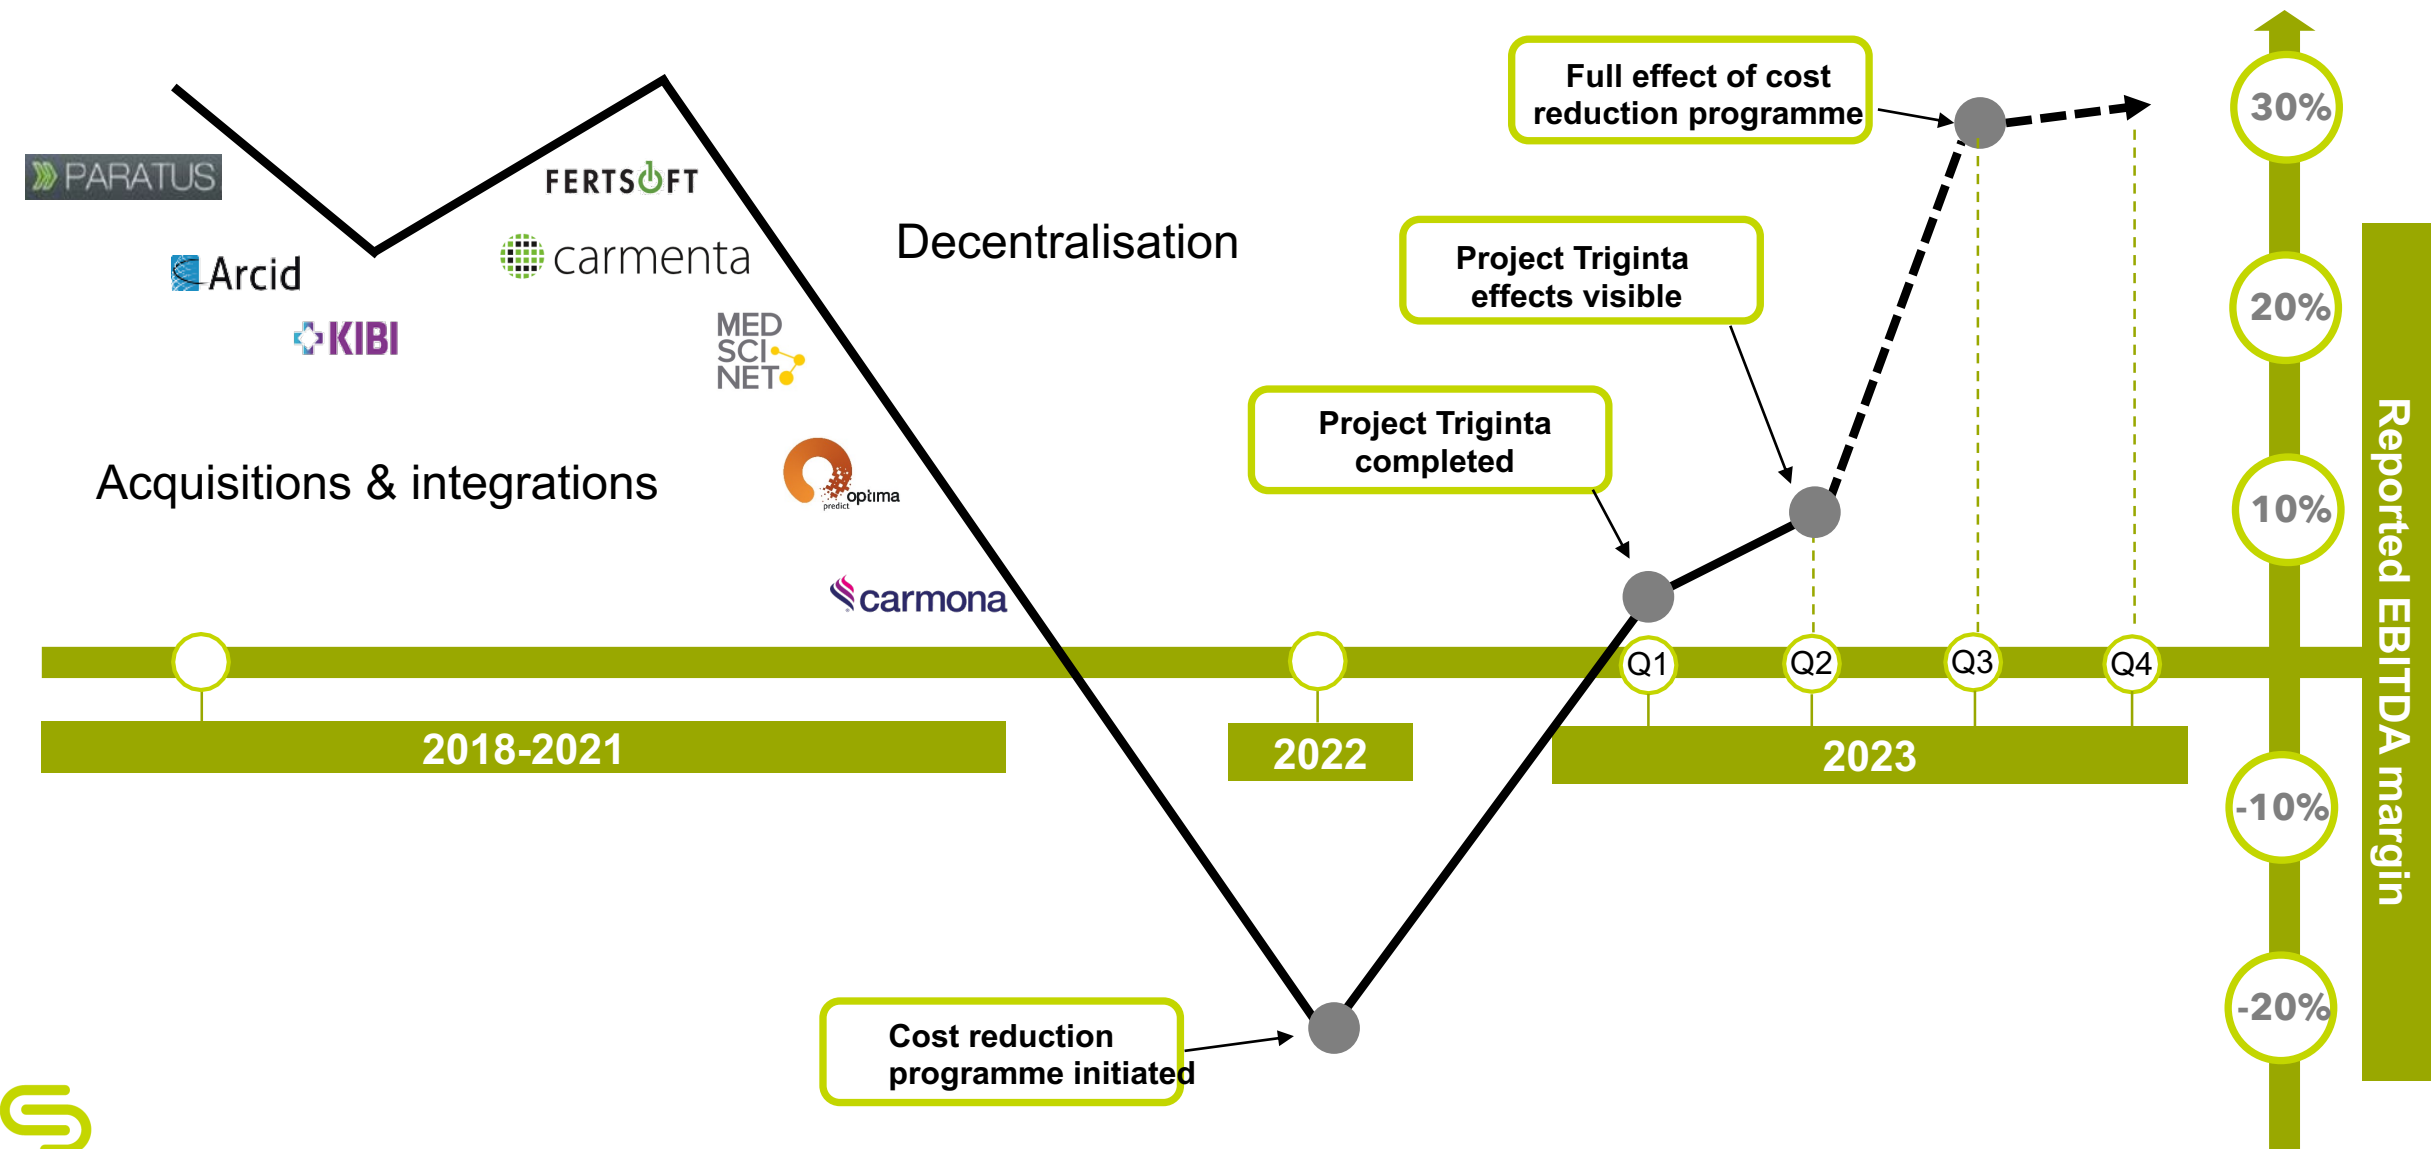 Full effect of cost
reduction programme
30%
PARATUS
FERTSOFT
Decentralisation
carmenta
Arcid
Project Triginta
effects visible
20%
KIBI
MED
SCI
NET
Project Triginta
completed
Acquisitions & integrations
optima
predict
10%
carmona
Reported EBITDA margin
Q1
Q2
Q3
Q4
2018-2021
2022
2023
-10%
-20%
Cost reduction
programme initiated